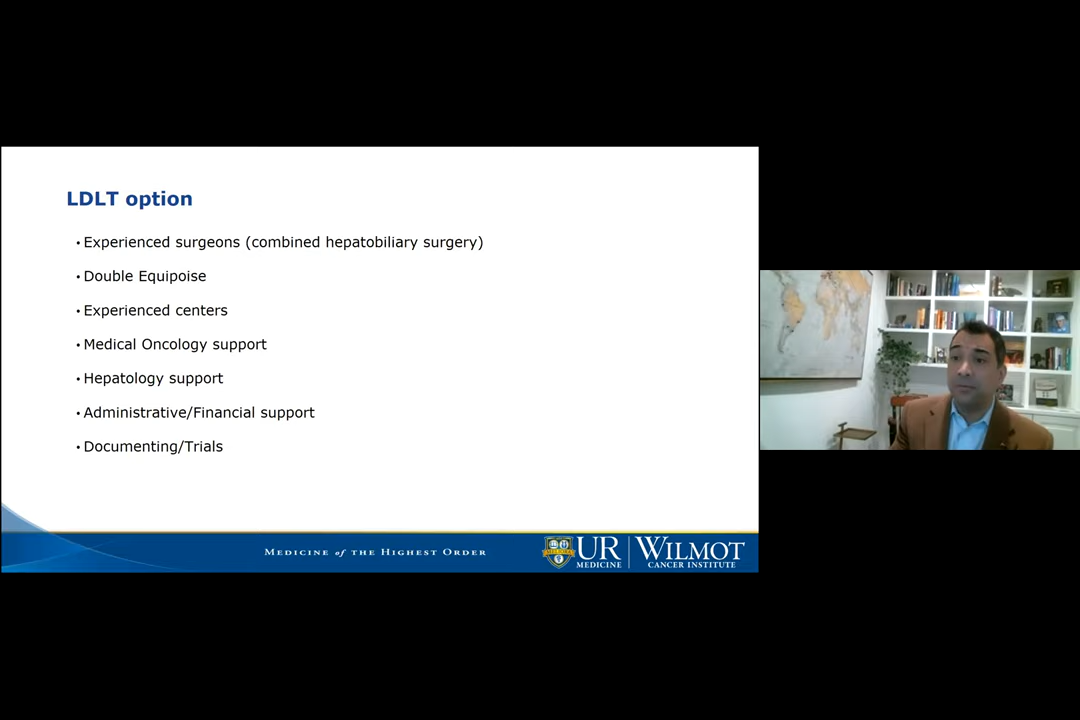 LDLT option
• Experienced surgeons (combined hepatobiliary surgery)
• Double Equipoise
• Experienced centers
• Medical Oncology support
• Hepatology support
• Administrative/Financial support
• Documenting/Trials
MEDICINE of THE HIGHEST ORDER
MELIORA
UR
MEDICINE
WILMOT
CANCER INSTITUTE